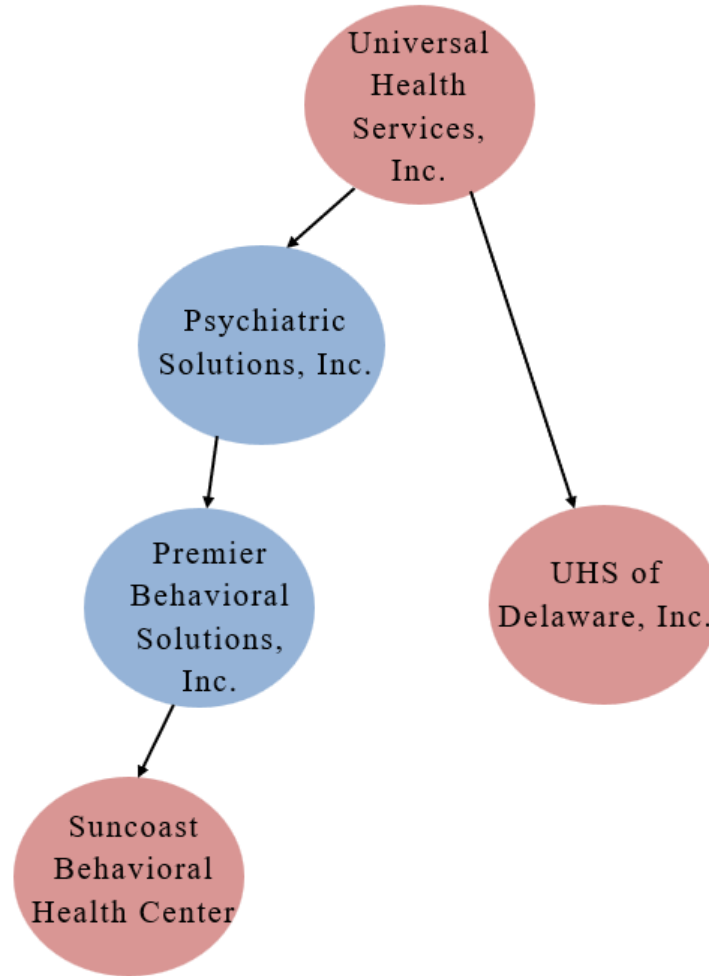 Universal
Health
Services,
Inc.
Psychiatric
Solutions, Inc.
Premier
Behavioral
Solutions,
Inc.
UHS of
Delaware, Inc.
Suncoast
Behavioral
Health Center